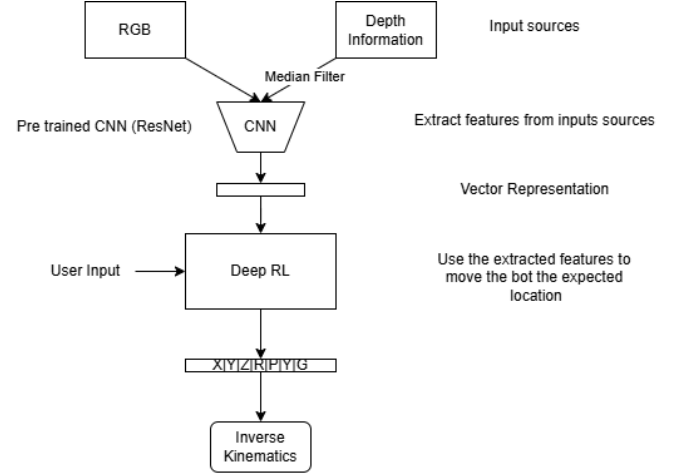 RGB
Depth
Information
Input sources
Median Filter
Pre trained CNN (ResNet)
CNN
Extract features from inputs sources
Vector Representation
User Input
Deep RL
Use the extracted features to
move the bot the expected
location
X|Y|Z|R|P|Y|G
Inverse
Kinematics